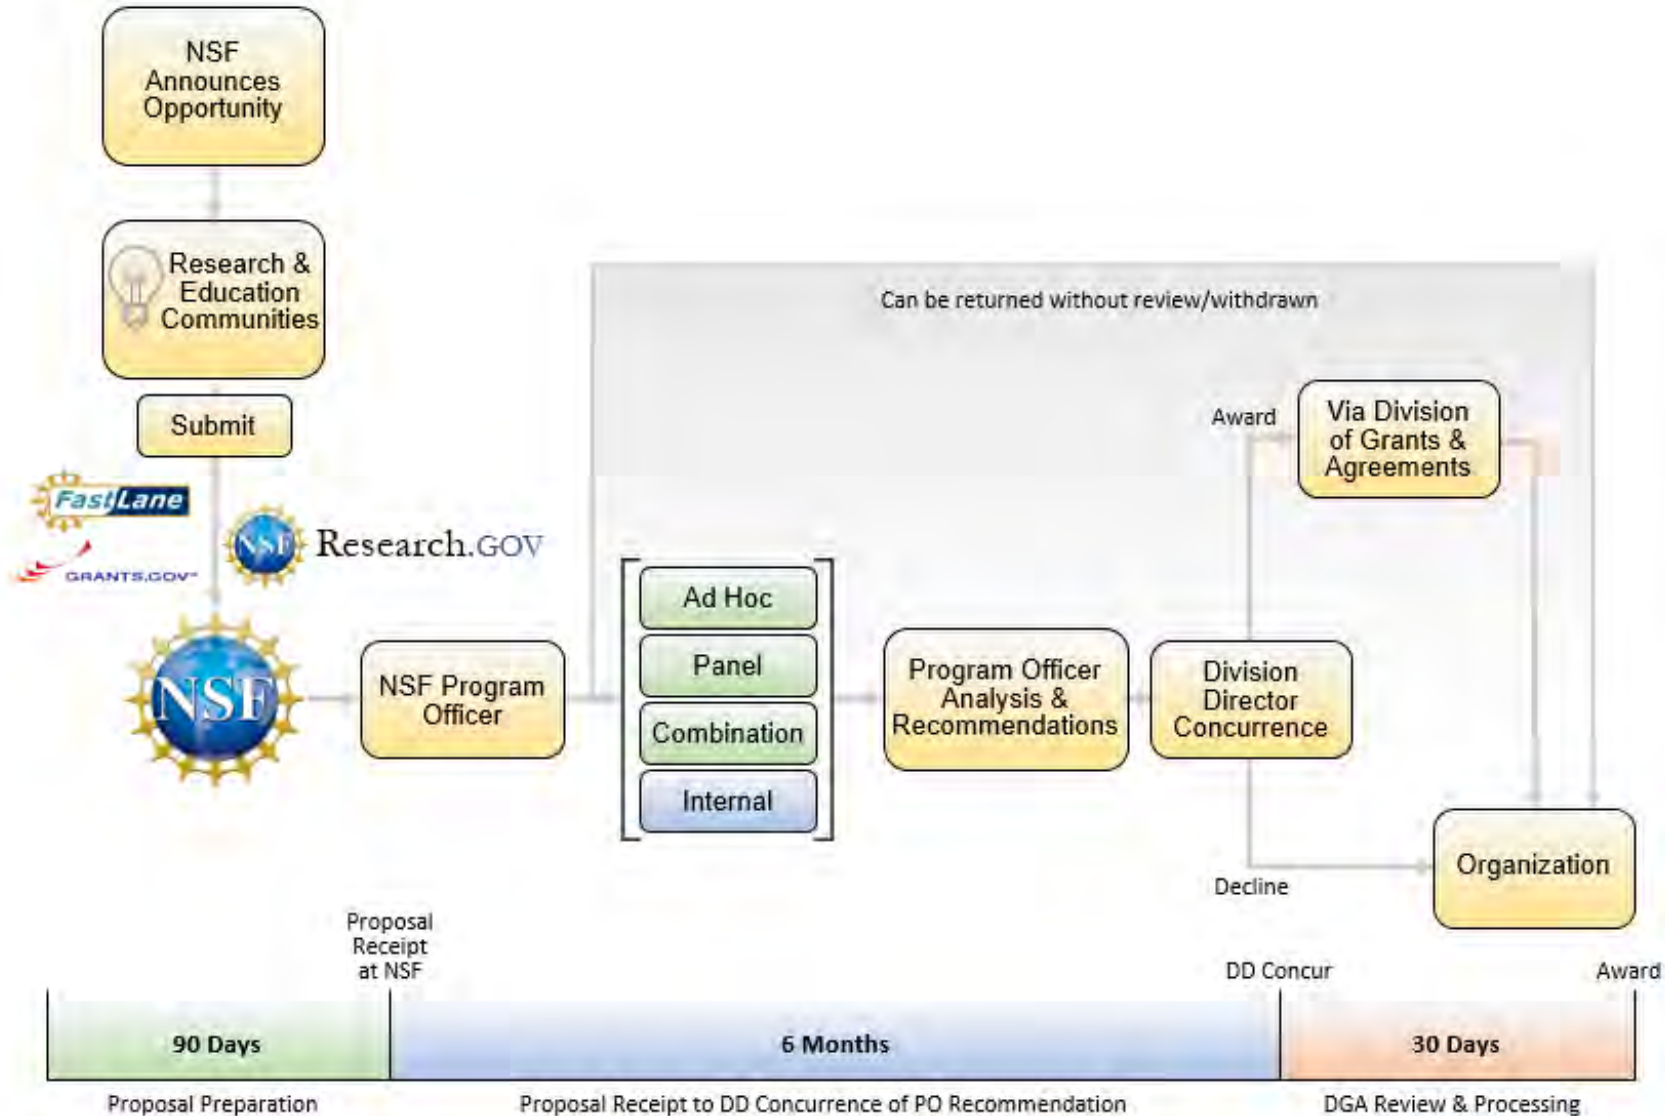 NSF
Announces
Opportunity
Research &
Education
Communities
Submit
FastLane
GRANTS.GOV℠
NSF Research.GOV
NSF
NSF Program
Officer
Can be returned without review/withdrawn
Ad Hoc
Panel
Combination
Internal
Program Officer
Analysis &
Recommendations
Division
Director
Concurrence
Award
Via Division
of Grants &
Agreements
Decline
Organization
Proposal
Receipt
at NSF
DD Concur
Award
90 Days
6 Months
30 Days
Proposal Preparation
Proposal Receipt to DD Concurrence of PO Recommendation
DGA Review & Processing